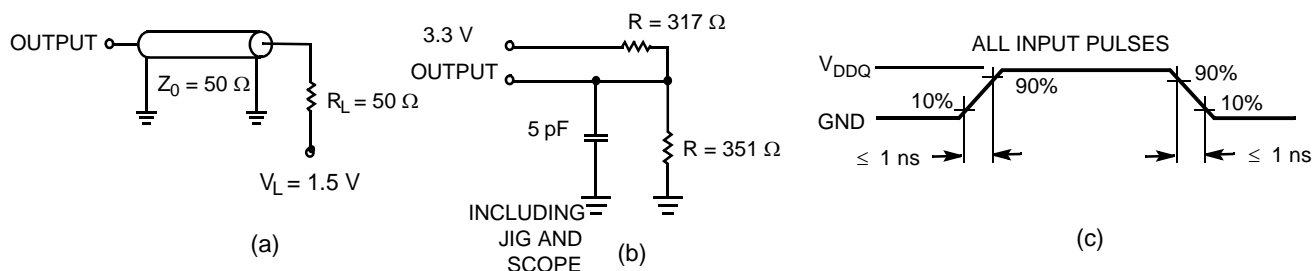 OUTPUT
Z0 = 50 Ω
RL = 50 Ω
VL = 1.5 V
(a)
3.3 V
R = 317 Ω
OUTPUT
5 pF
R = 351 Ω
INCLUDING
JIG AND
SCOPE
(b)
ALL INPUT PULSES
VDDQ
GND
10%
90%
90%
10%
≤ 1 ns
≤ 1 ns
(c)